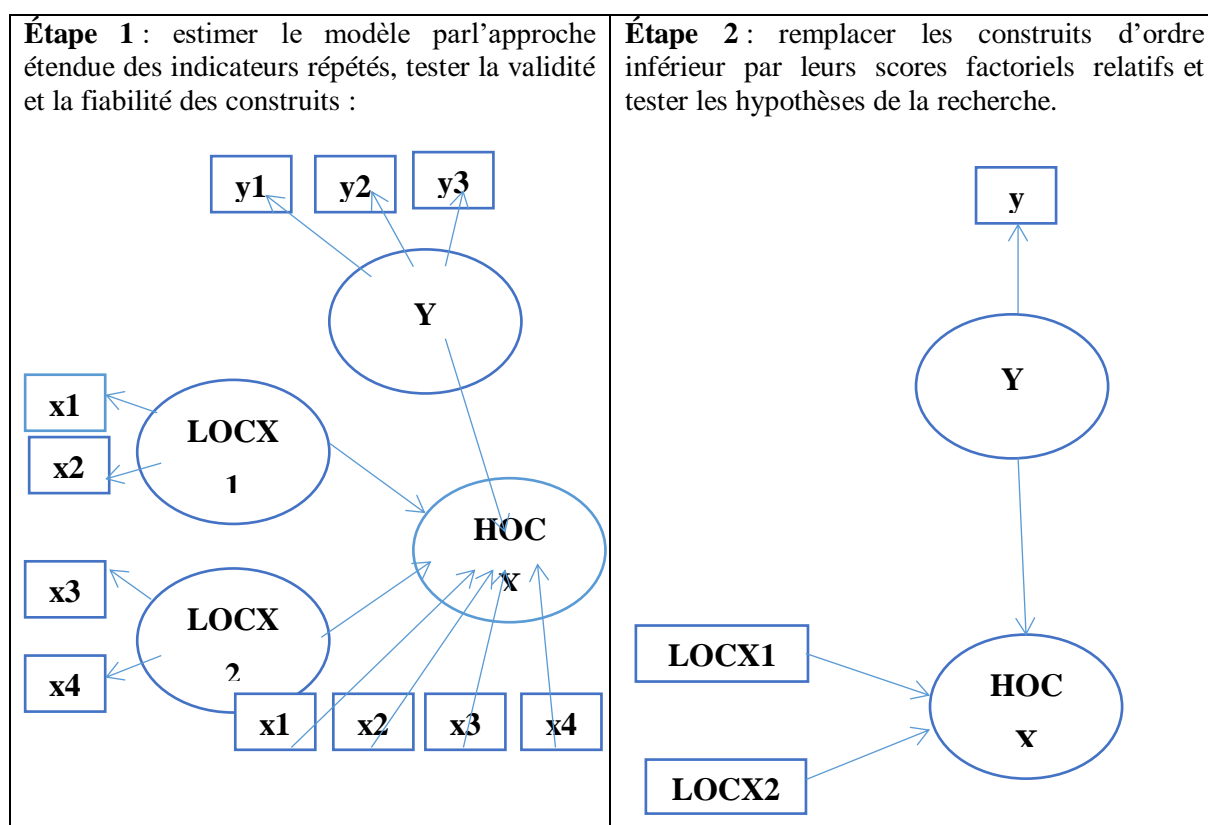 Étape 1 : estimer le modèle parl’approche
étendue des indicateurs répétés, tester la validité
et la fiabilité des construits :
y1 y2 y3
Y
x1
LOCX
x2
1
HOC
x
x3
LOCX
2
x4
x1 x2 x3 x4
Étape 2 : remplacer les construits d’ordre
inférieur par leurs scores factoriels relatifs et
tester les hypothèses de la recherche.
y
Y
LOCX1
HOC
x
LOCX2